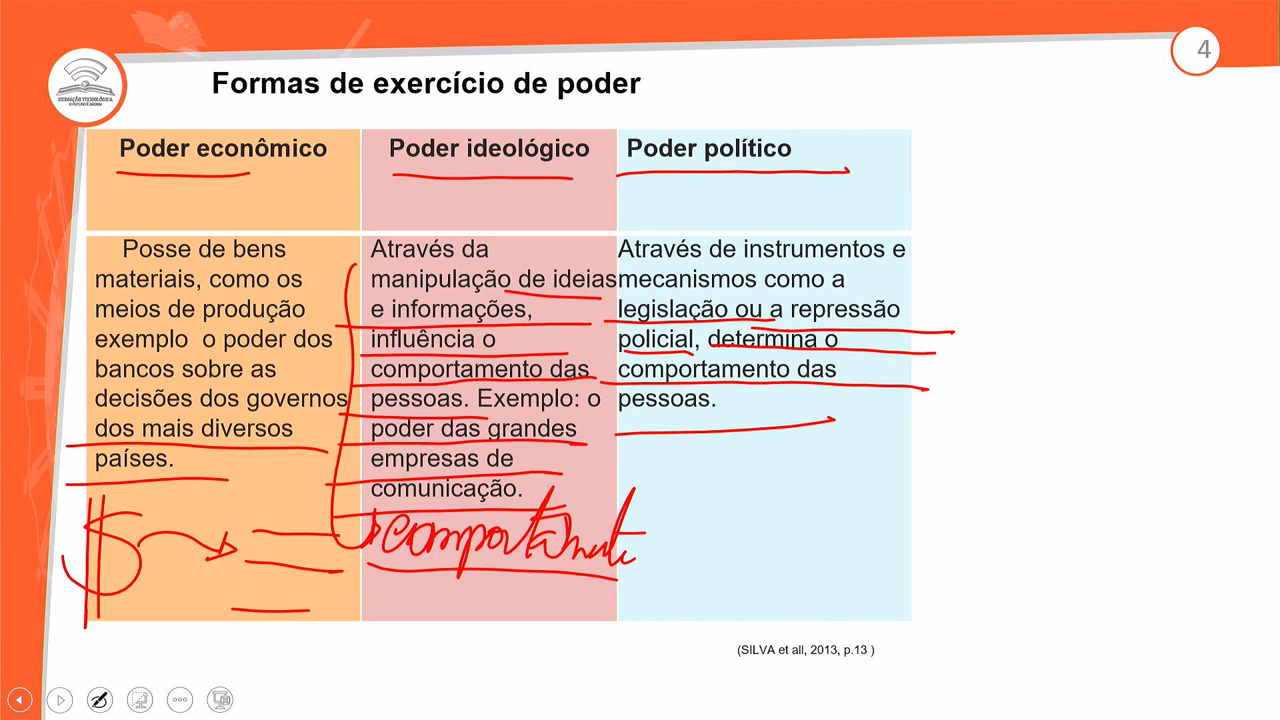 4
Formas de exercício de poder
MEDIAÇÃO TECNOLÓGICA
Poder econômico
Poder ideológico
Poder político
Posse de bens
materiais, como os
meios de produção
exemplo o poder dos
bancos sobre as
decisões dos governos
dos mais diversos
países.
Através da
manipulação de ideias
e informações,
influência o
comportamento das
pessoas. Exemplo: o
poder das grandes
empresas de
comunicação.
Através de instrumentos e
mecanismos como a
legislação ou a repressão
policial, determina o
comportamento das
pessoas.
$
(SILVA et all, 2013, p.13 )